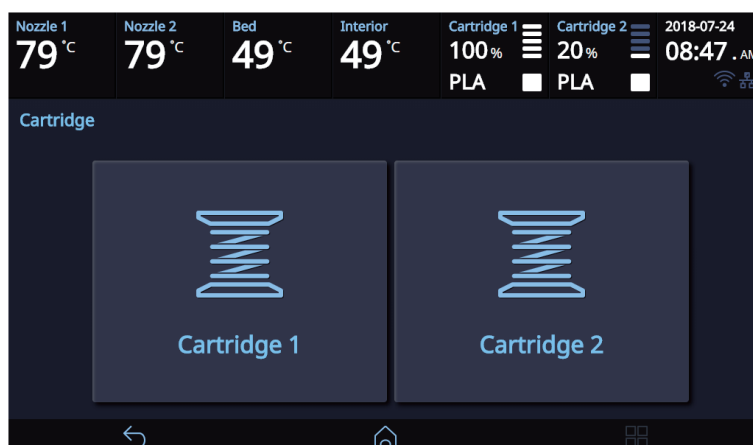 Nozzle 1
79 °C
Nozzle 2
79 °C
Bed
49 °C
Interior
49 °C
Cartridge 1
100 %
PLA
Cartridge 2
20 %
PLA
2018-07-24
08:47 . AM
Cartridge
Cartridge 1
Cartridge 2